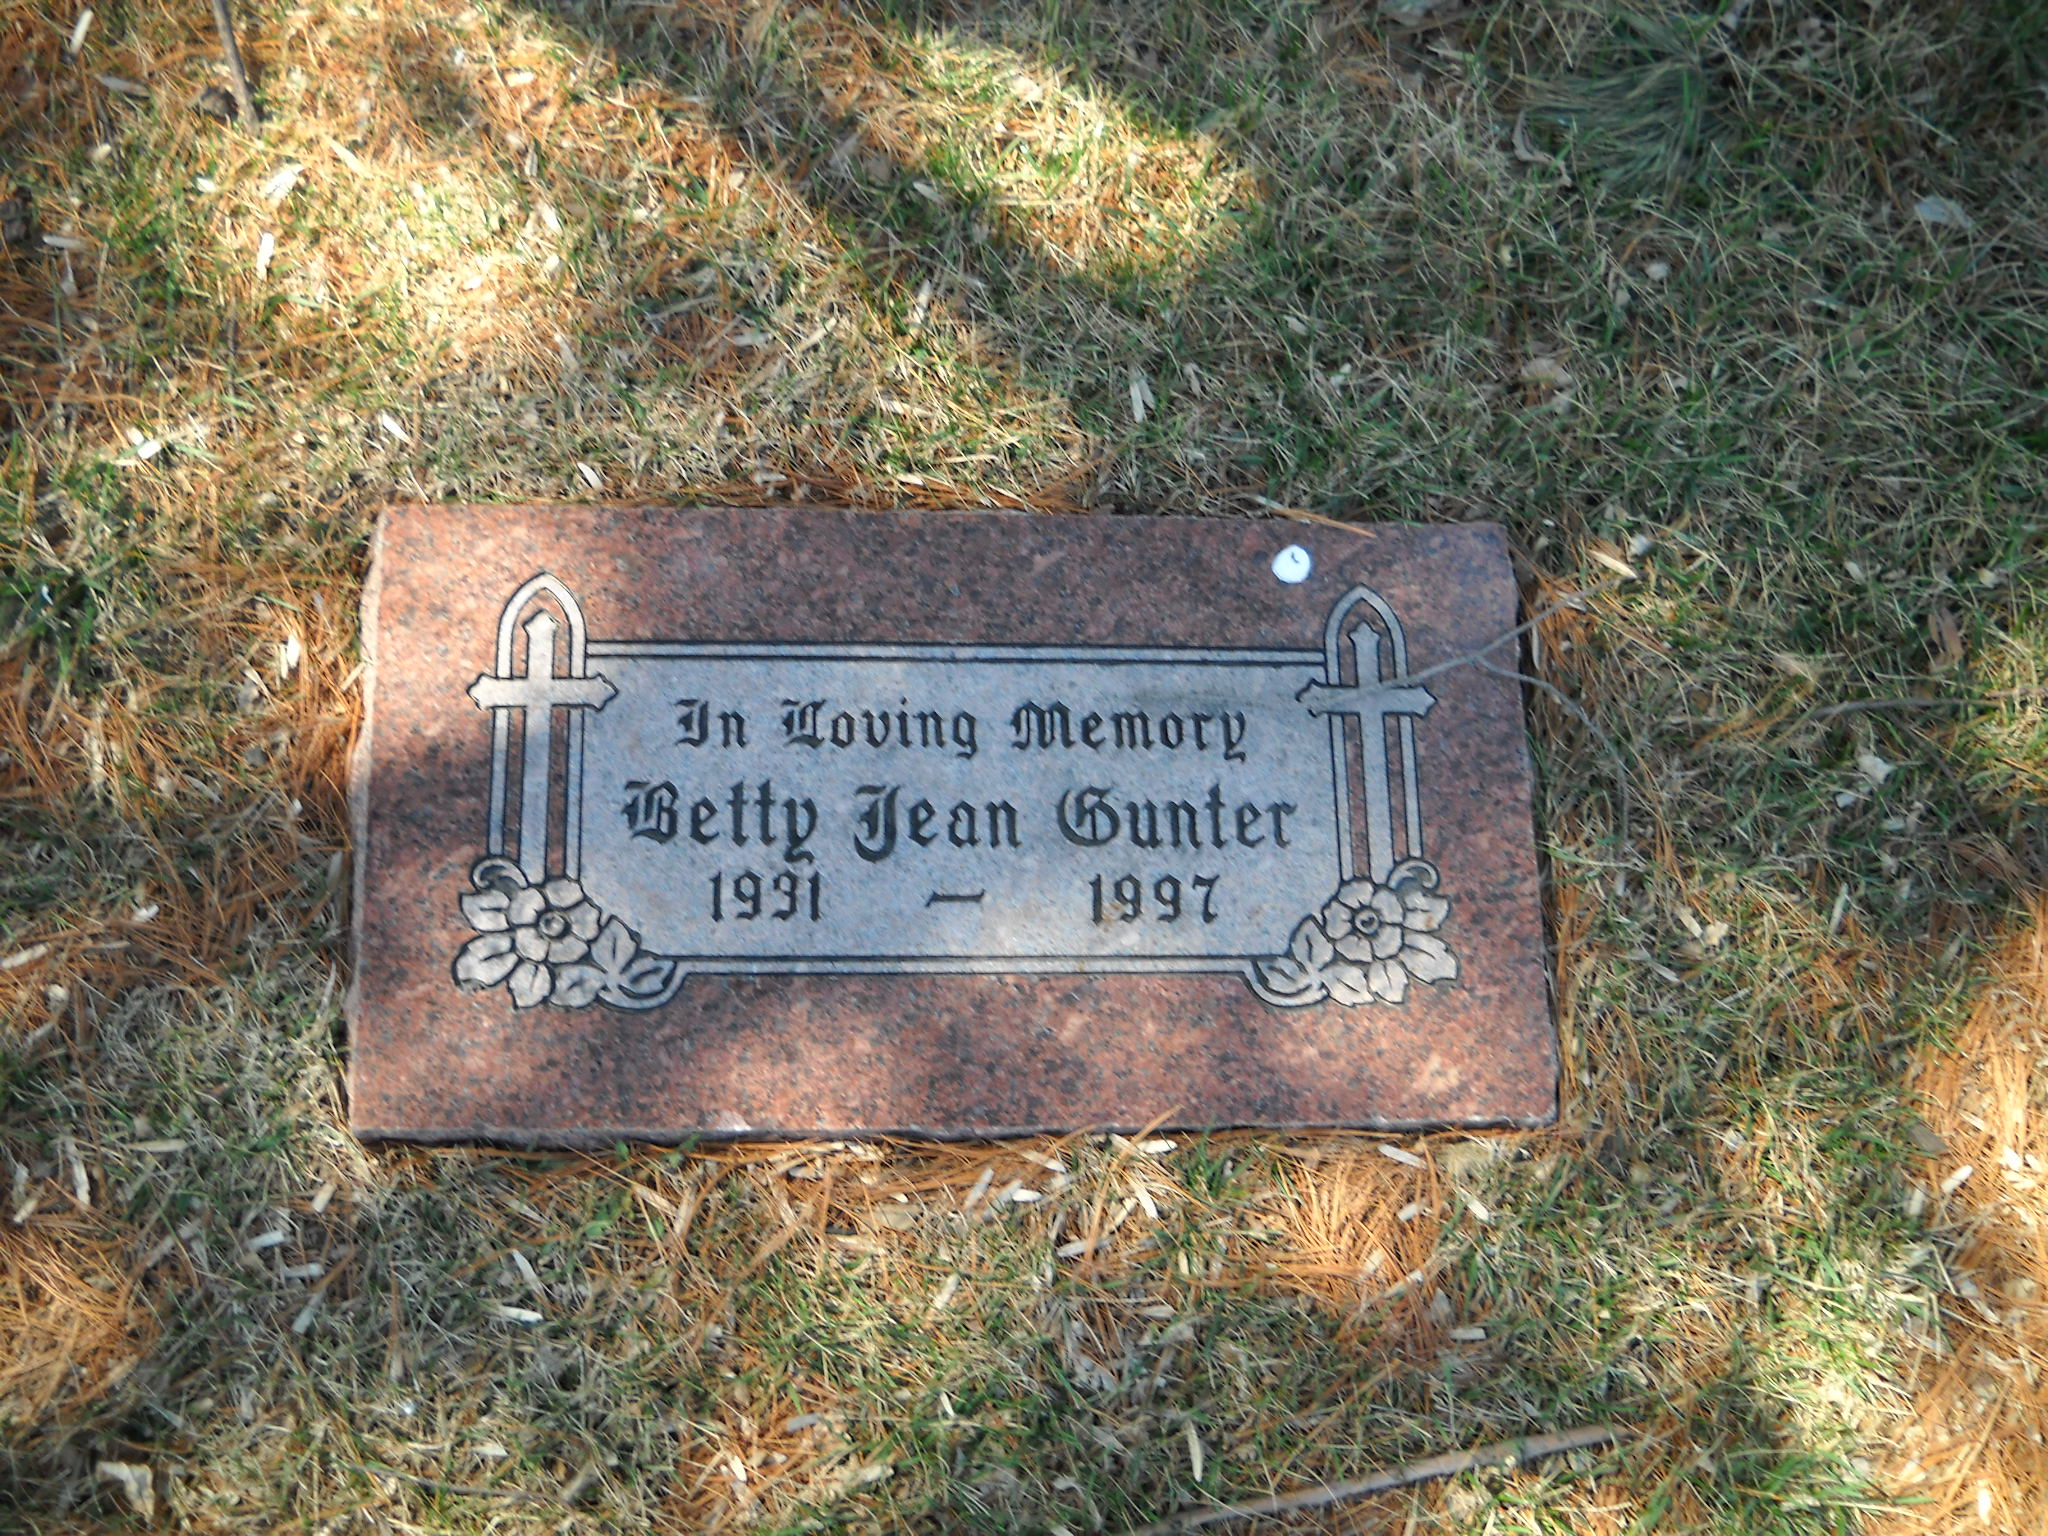 In Loving Memory
Betty Jean Gunter
1931 — 1997